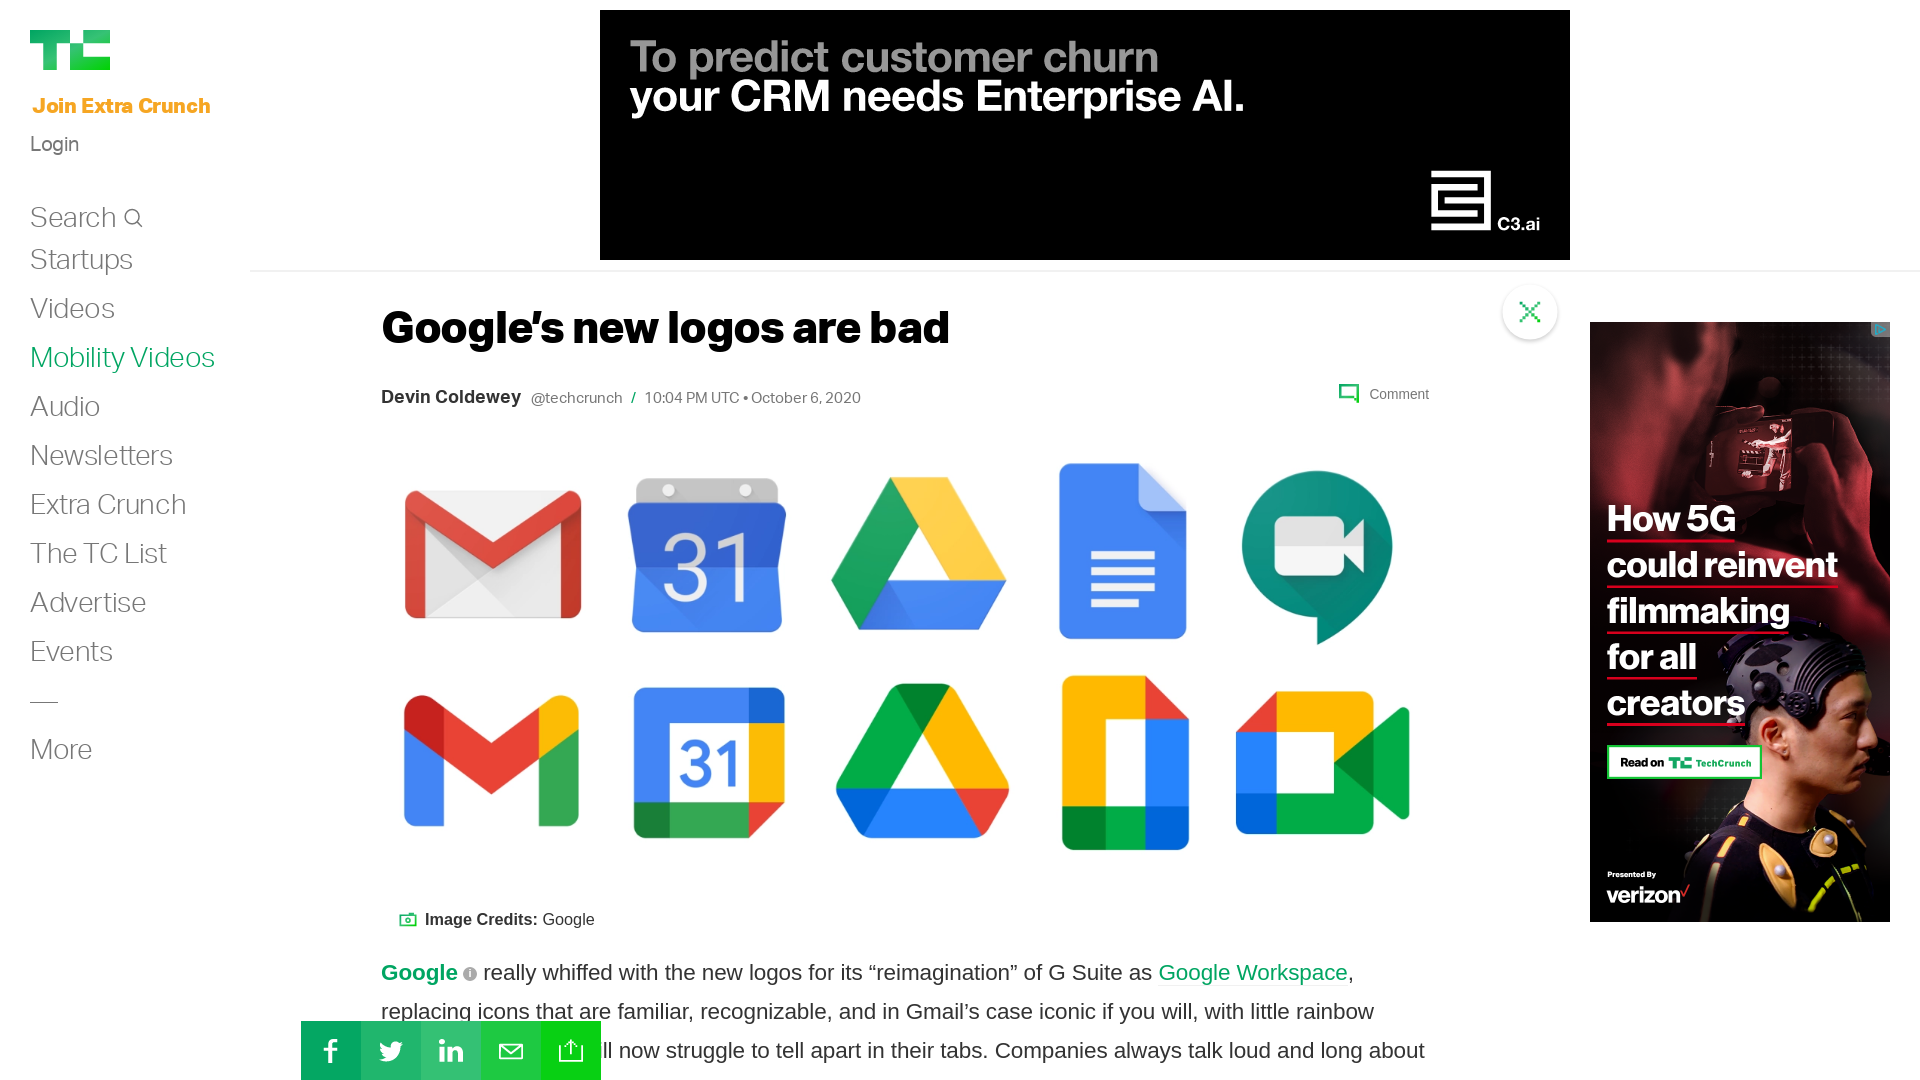 TC
Join Extra Crunch
Login
Search
Startups
Videos
Mobility Videos
Audio
Newsletters
Extra Crunch
The TC List
Advertise
Events
More
To predict customer churn
your CRM needs Enterprise AI.
C3.ai
Google’s new logos are bad
Devin Coldewey @techcrunch / 10:04 PM UTC • October 6, 2020
Comment
31
31
Image Credits: Google
Google really whiffed with the new logos for its “reimagination” of G Suite as Google Workspace,
replacing icons that are familiar, recognizable, and in Gmail’s case iconic if you will, with little rainbow
now struggle to tell apart in their tabs. Companies always talk loud and long about
How 5G
could reinvent
filmmaking
for all
creators
Read on TC TechCrunch
Presented By
verizon